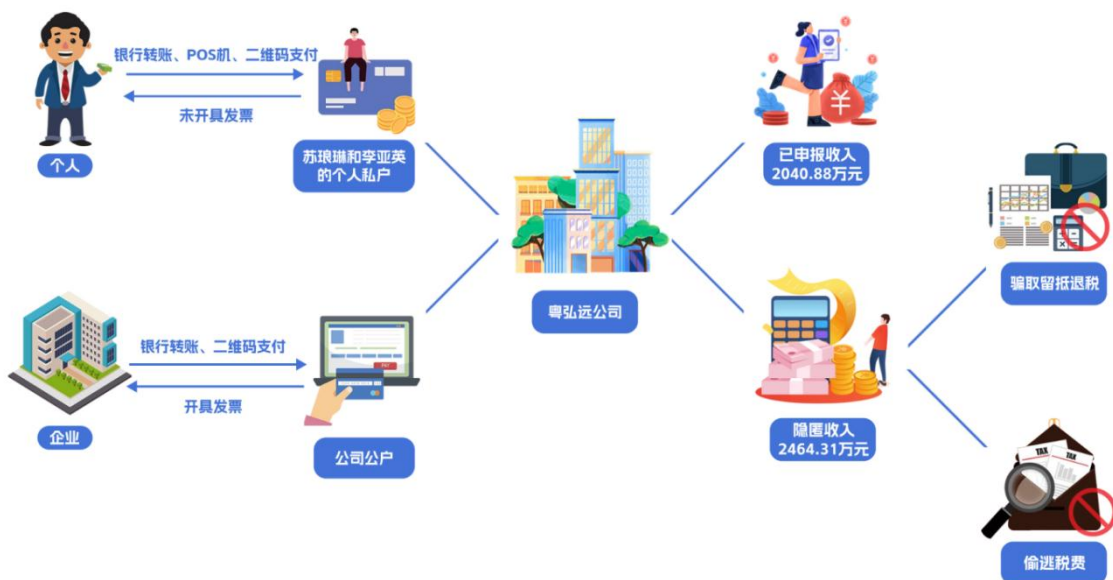 银行转账、POS机、二维码支付
未开具发票
个人
苏琅琳和李亚英
的个人私户
已申报收入
2040.88万元
骗取留抵退税
粤弘远公司
银行转账、二维码支付
开具发票
企业
公司公户
隐匿收入
2464.31万元
TAX
TAX
偷逃税费